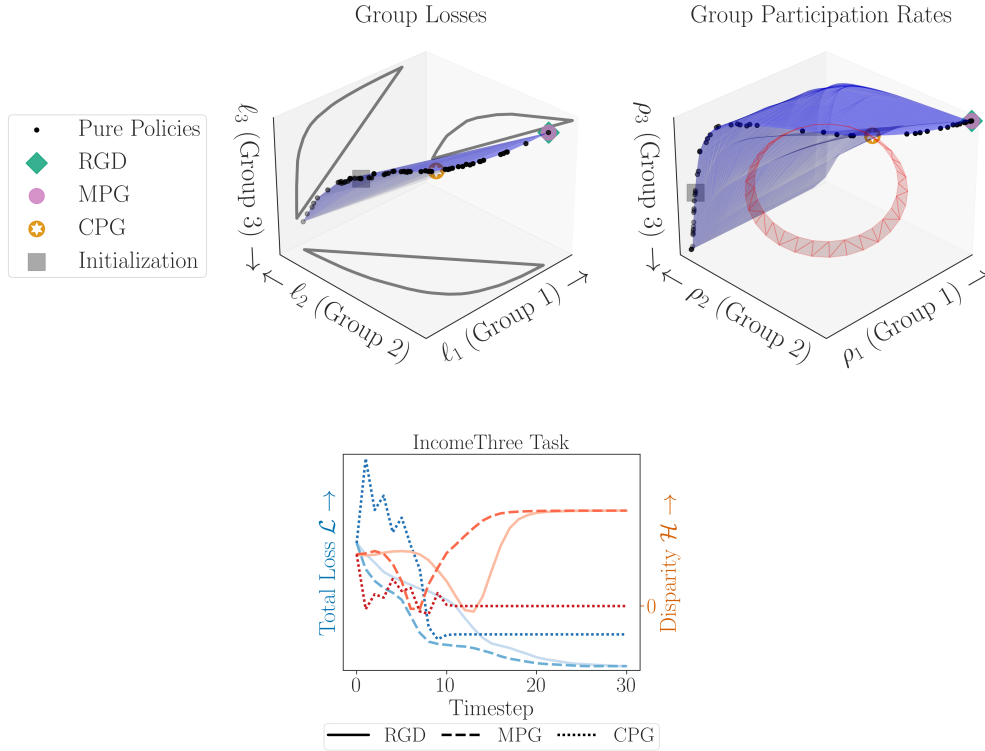 Group Losses
Group Participation Rates
Pure Policies
RGD
MPG
CPG
Initialization
ℓ₃ (Group 3) →
← ℓ₂ (Group 2)
ℓ₁ (Group 1) →
ρ₃ (Group 3) →
← ρ₂ (Group 2)
ρ₁ (Group 1) →
IncomeThree Task
Total Loss ℒ →
Disparity ℋ →
0
0 10 20 30
Timestep
RGD MPG CPG